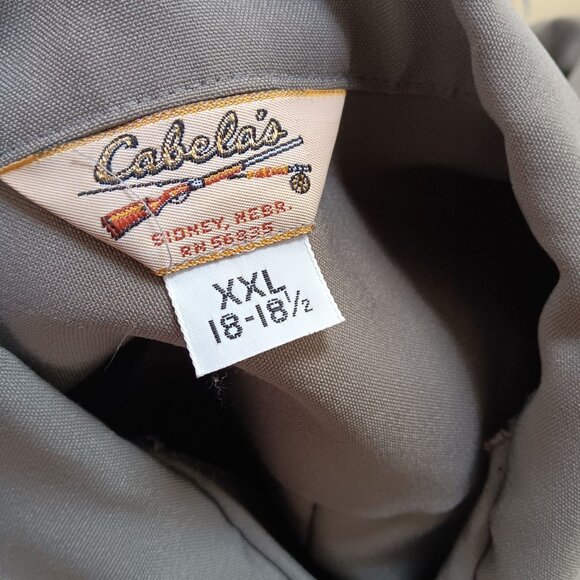 Cabela's
SIDNEY, NEBR.
RN 56835
XXL
18-18½